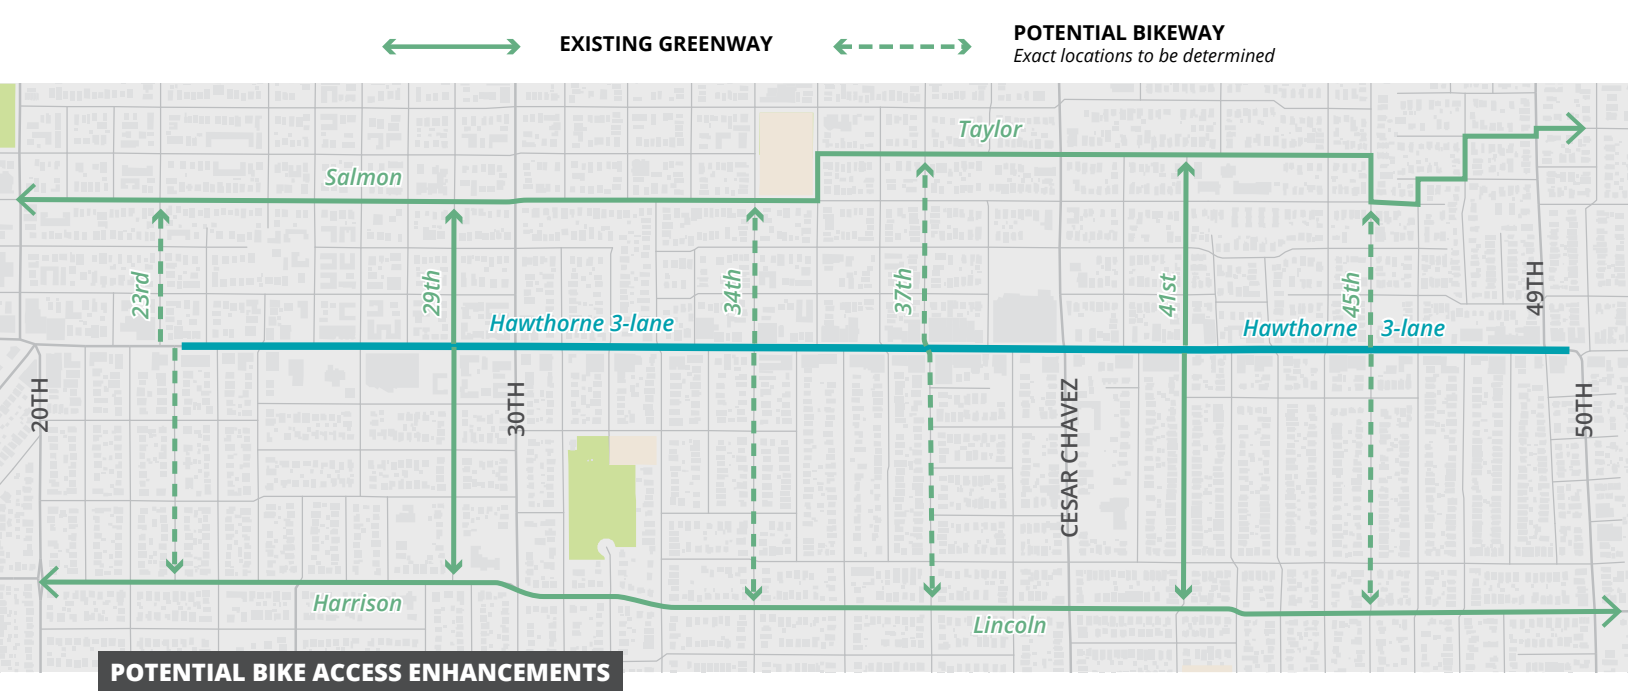 EXISTING GREENWAY
POTENTIAL BIKEWAY
Exact locations to be determined
Taylor
Salmon
23rd
29th
34th
37th
41st
45th
49TH
Hawthorne 3-lane
Hawthorne 3-lane
20TH
30TH
CESAR CHAVEZ
50TH
Harrison
Lincoln
POTENTIAL BIKE ACCESS ENHANCEMENTS